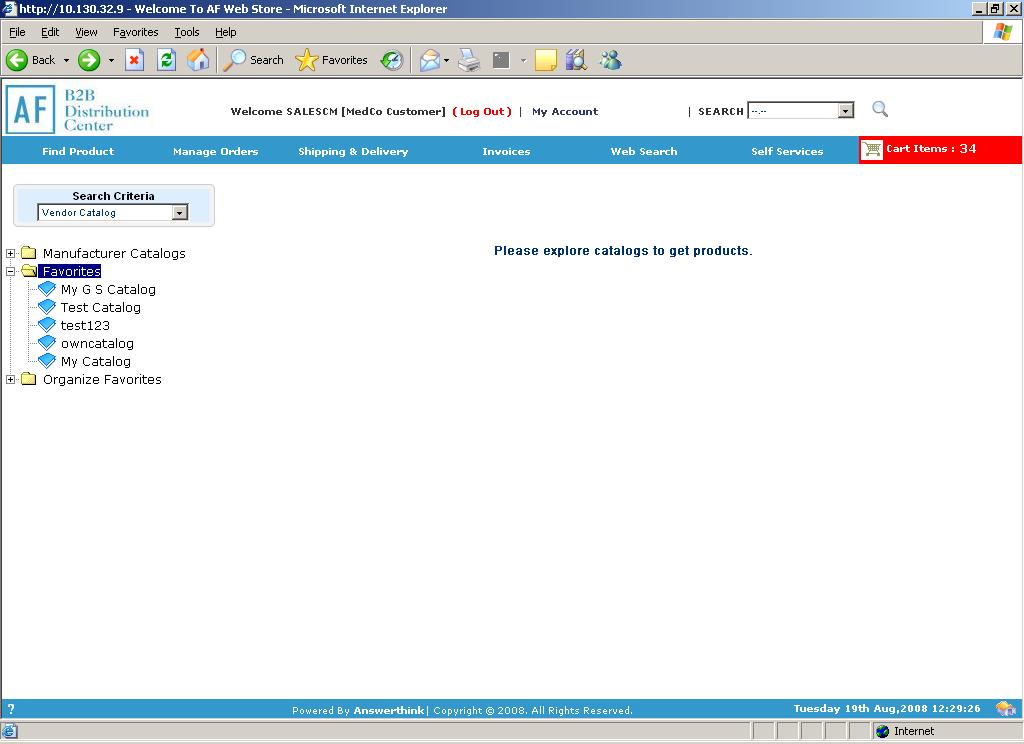 http://10.130.32.9 - Welcome To AF Web Store - Microsoft Internet Explorer
File Edit View Favorites Tools Help
Back Search Favorites
AF B2B
Distribution
Center
Welcome SALESCM [MedCo Customer] ( Log Out ) | My Account | SEARCH --.--
Find Product Manage Orders Shipping & Delivery Invoices Web Search Self Services Cart Items : 34
Search Criteria
Vendor Catalog
Manufacturer Catalogs
Please explore catalogs to get products.
Favorites
My G S Catalog
Test Catalog
test123
owncatalog
My Catalog
Organize Favorites
? Powered By Answerthink | Copyright © 2008. All Rights Reserved. Tuesday 19th Aug,2008 12:29:26
Internet